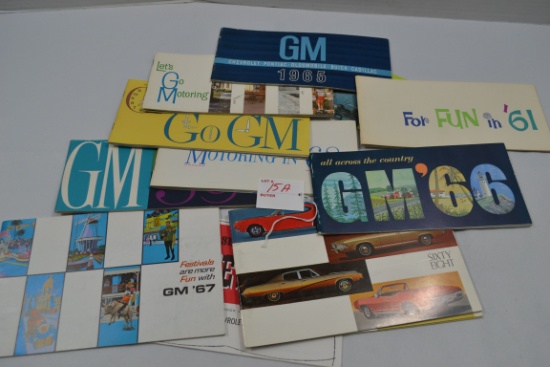 GM
CHEVROLET · PONTIAC · OLDSMOBILE · BUICK · CADILLAC
1965
let's
Go
Motoring
For FUN in '61
Go GM
MOTORING IN
GM
all across the country
GM '66
LOT #
15A
Festivals
are more
Fun with
GM '67
SIXTY
EIGHT